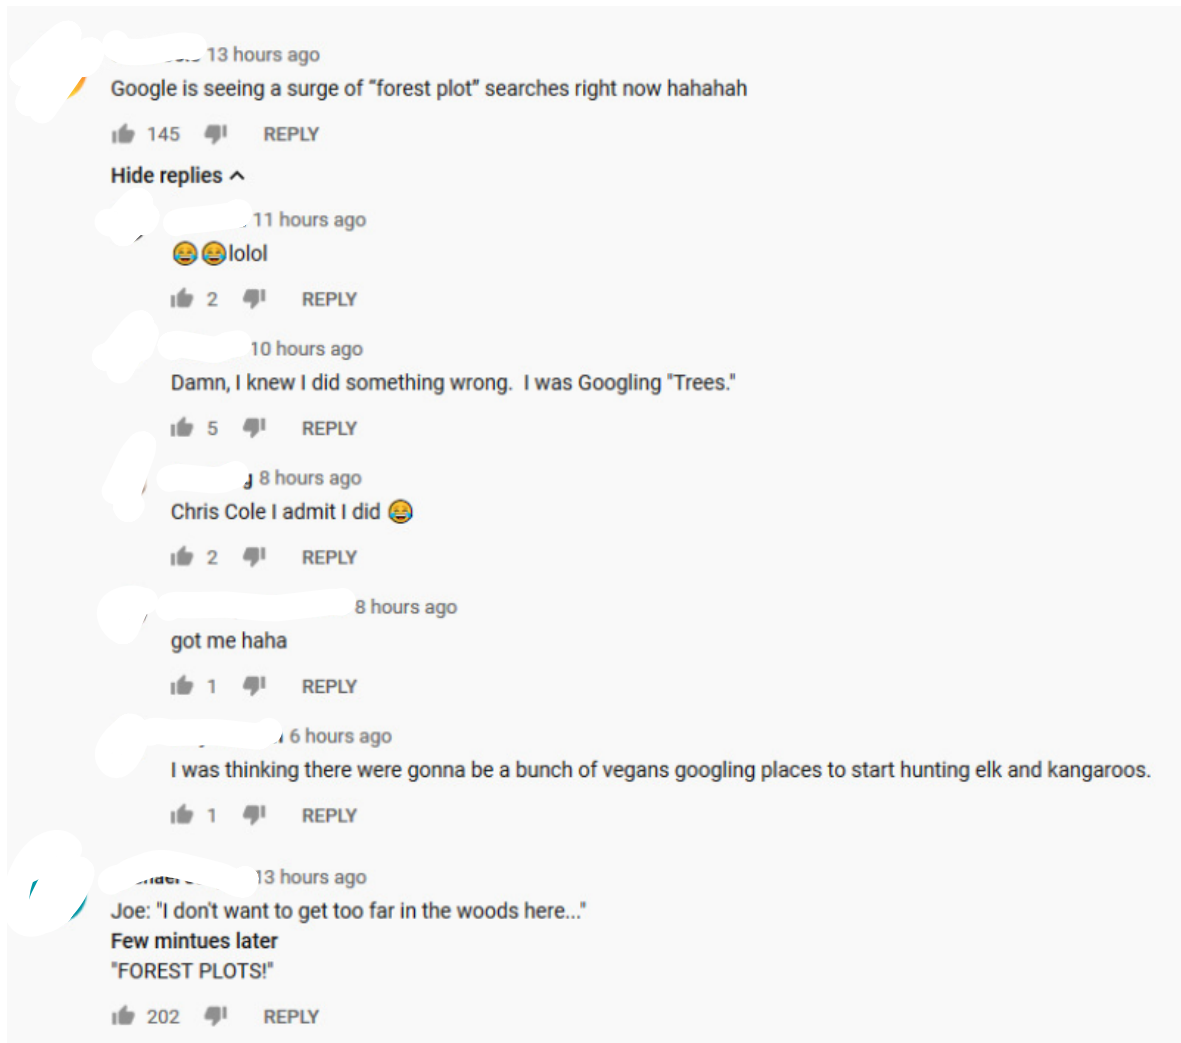 13 hours ago
Google is seeing a surge of “forest plot” searches right now hahahah
145 REPLY
Hide replies
11 hours ago
😂😂lolol
2 REPLY
10 hours ago
Damn, I knew I did something wrong.  I was Googling "Trees."
5 REPLY
8 hours ago
Chris Cole I admit I did 😂
2 REPLY
8 hours ago
got me haha
1 REPLY
6 hours ago
I was thinking there were gonna be a bunch of vegans googling places to start hunting elk and kangaroos.
1 REPLY
13 hours ago
Joe: "I don't want to get too far in the woods here..."
Few mintues later
"FOREST PLOTS!"
202 REPLY